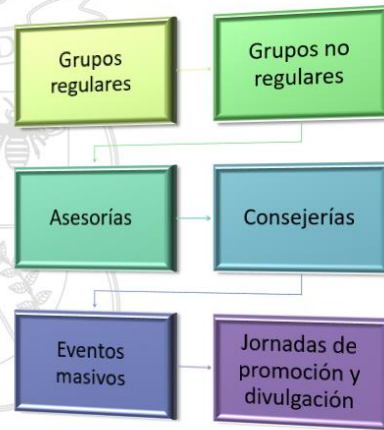 Grupos
regulares
Grupos no
regulares
Asesorías
Consejerías
Eventos
masivos
Jornadas de
promoción y
divulgación